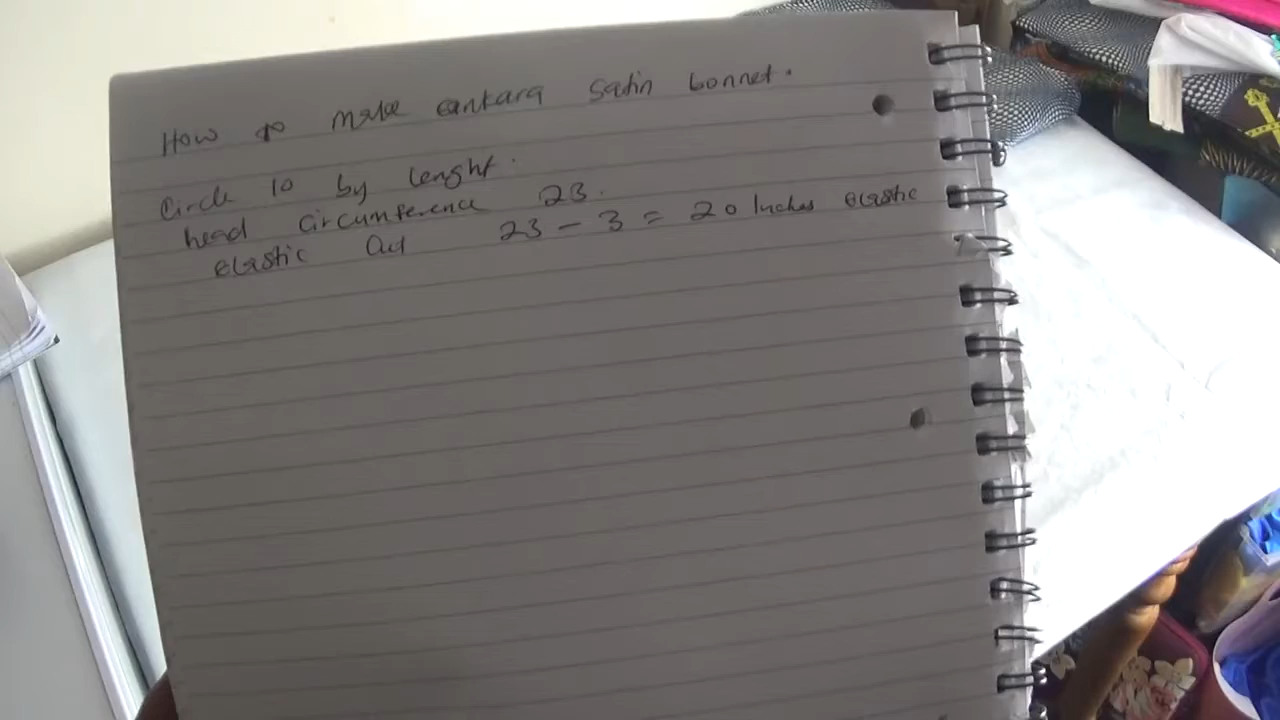 How to make ankara satin bonnet.
Circle 10 by lenght.
head circumference 23.
elastic cut 23 - 3 = 20 Inches elastic